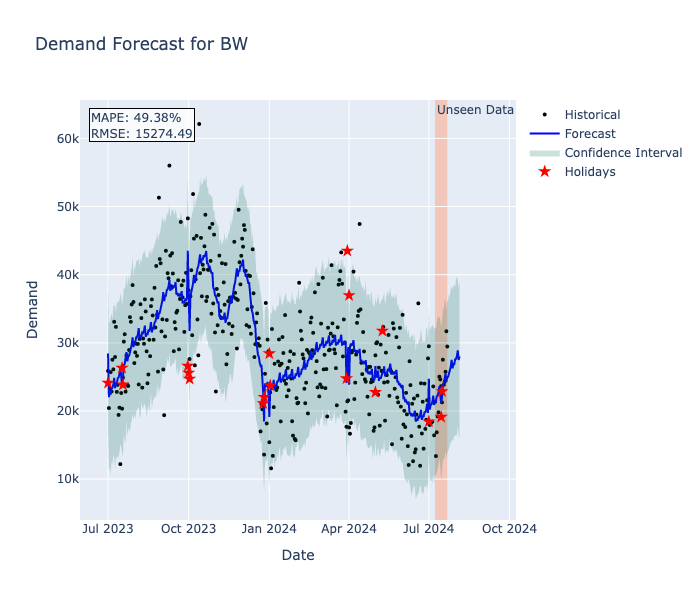 Demand Forecast for BW
MAPE: 49.38%
RMSE: 15274.49
Unseen Data
Historical
Forecast
Confidence Interval
Holidays
60k
50k
40k
30k
20k
10k
Demand
Jul 2023
Oct 2023
Jan 2024
Apr 2024
Jul 2024
Oct 2024
Date